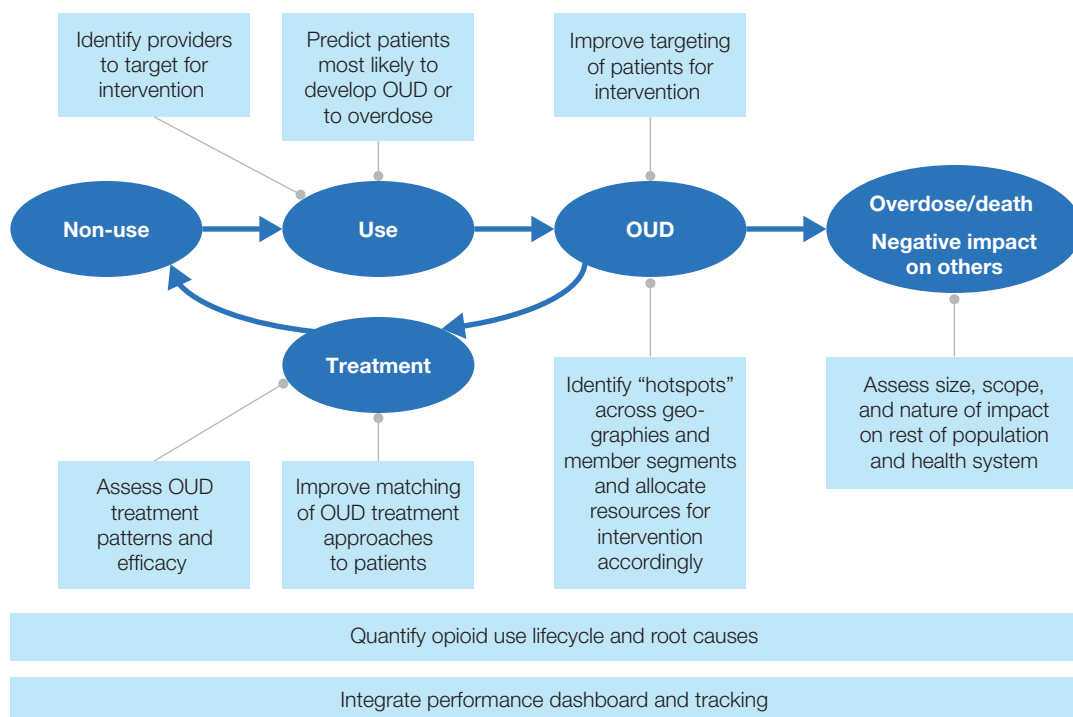 Identify providers
to target for
intervention
Predict patients
most likely to
develop OUD or
to overdose
Improve targeting
of patients for
intervention
Non-use
Use
OUD
Overdose/death
Negative impact
on others
Treatment
Assess OUD
treatment
patterns and
efficacy
Improve matching
of OUD treatment
approaches
to patients
Identify “hotspots”
across geo-
graphies and
member segments
and allocate
resources for
intervention
accordingly
Assess size, scope,
and nature of impact
on rest of population
and health system
Quantify opioid use lifecycle and root causes
Integrate performance dashboard and tracking